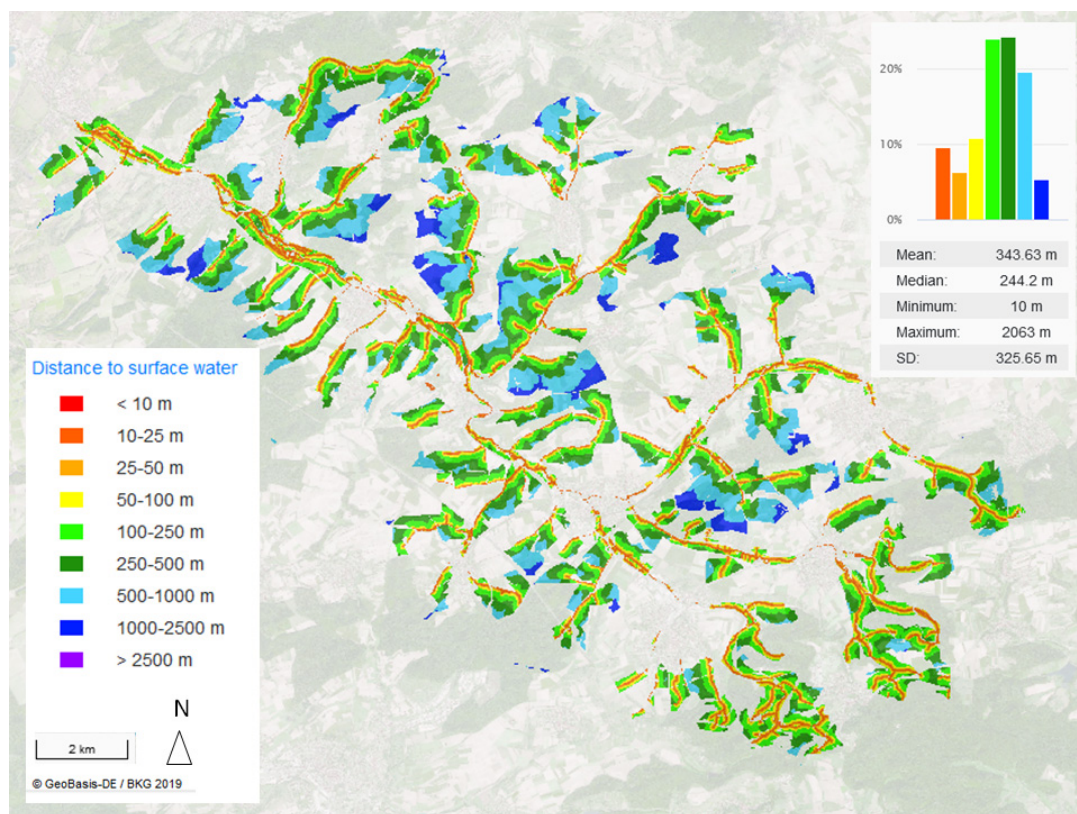 20%
10%
0%
Mean: 343.63 m
Median: 244.2 m
Minimum: 10 m
Maximum: 2063 m
SD: 325.65 m
Distance to surface water
< 10 m
10-25 m
25-50 m
50-100 m
100-250 m
250-500 m
500-1000 m
1000-2500 m
> 2500 m
N
2 km
© GeoBasis-DE / BKG 2019